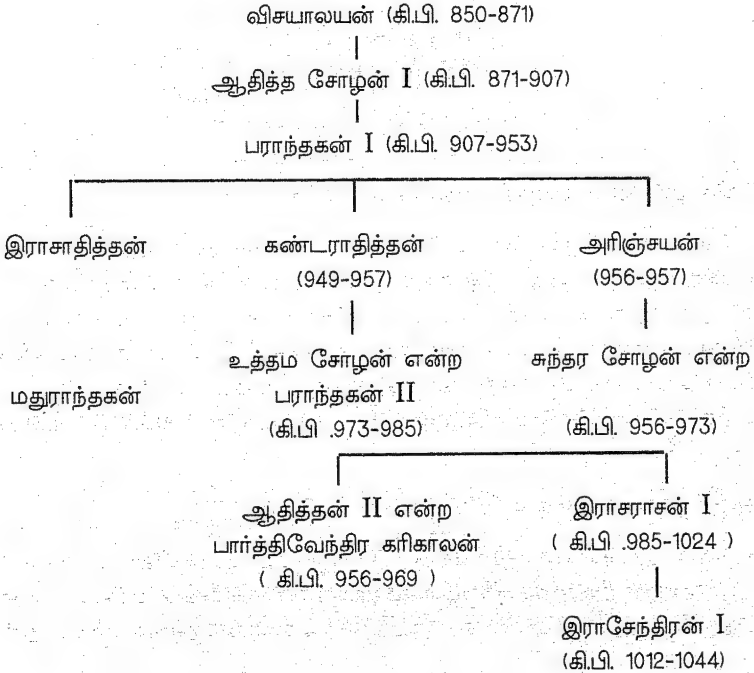 விசயாலயன் (கி.பி. 850-871)
ஆதித்த சோழன் I (கி.பி. 871-907)
பராந்தகன் I (கி.பி. 907-953)
இராசாதித்தன் கண்டராதித்தன் அரிஞ்சயன்
(949-957) (956-957)
உத்தம சோழன் என்ற சுந்தர சோழன் என்ற
மதுராந்தகன் பராந்தகன் II
(கி.பி .973-985) (கி.பி. 956-973)
ஆதித்தன் II என்ற இராசராசன் I
பார்த்திவேந்திர கரிகாலன் ( கி.பி .985-1024 )
( கி.பி. 956-969 )
இராசேந்திரன் I
(கி.பி. 1012-1044)